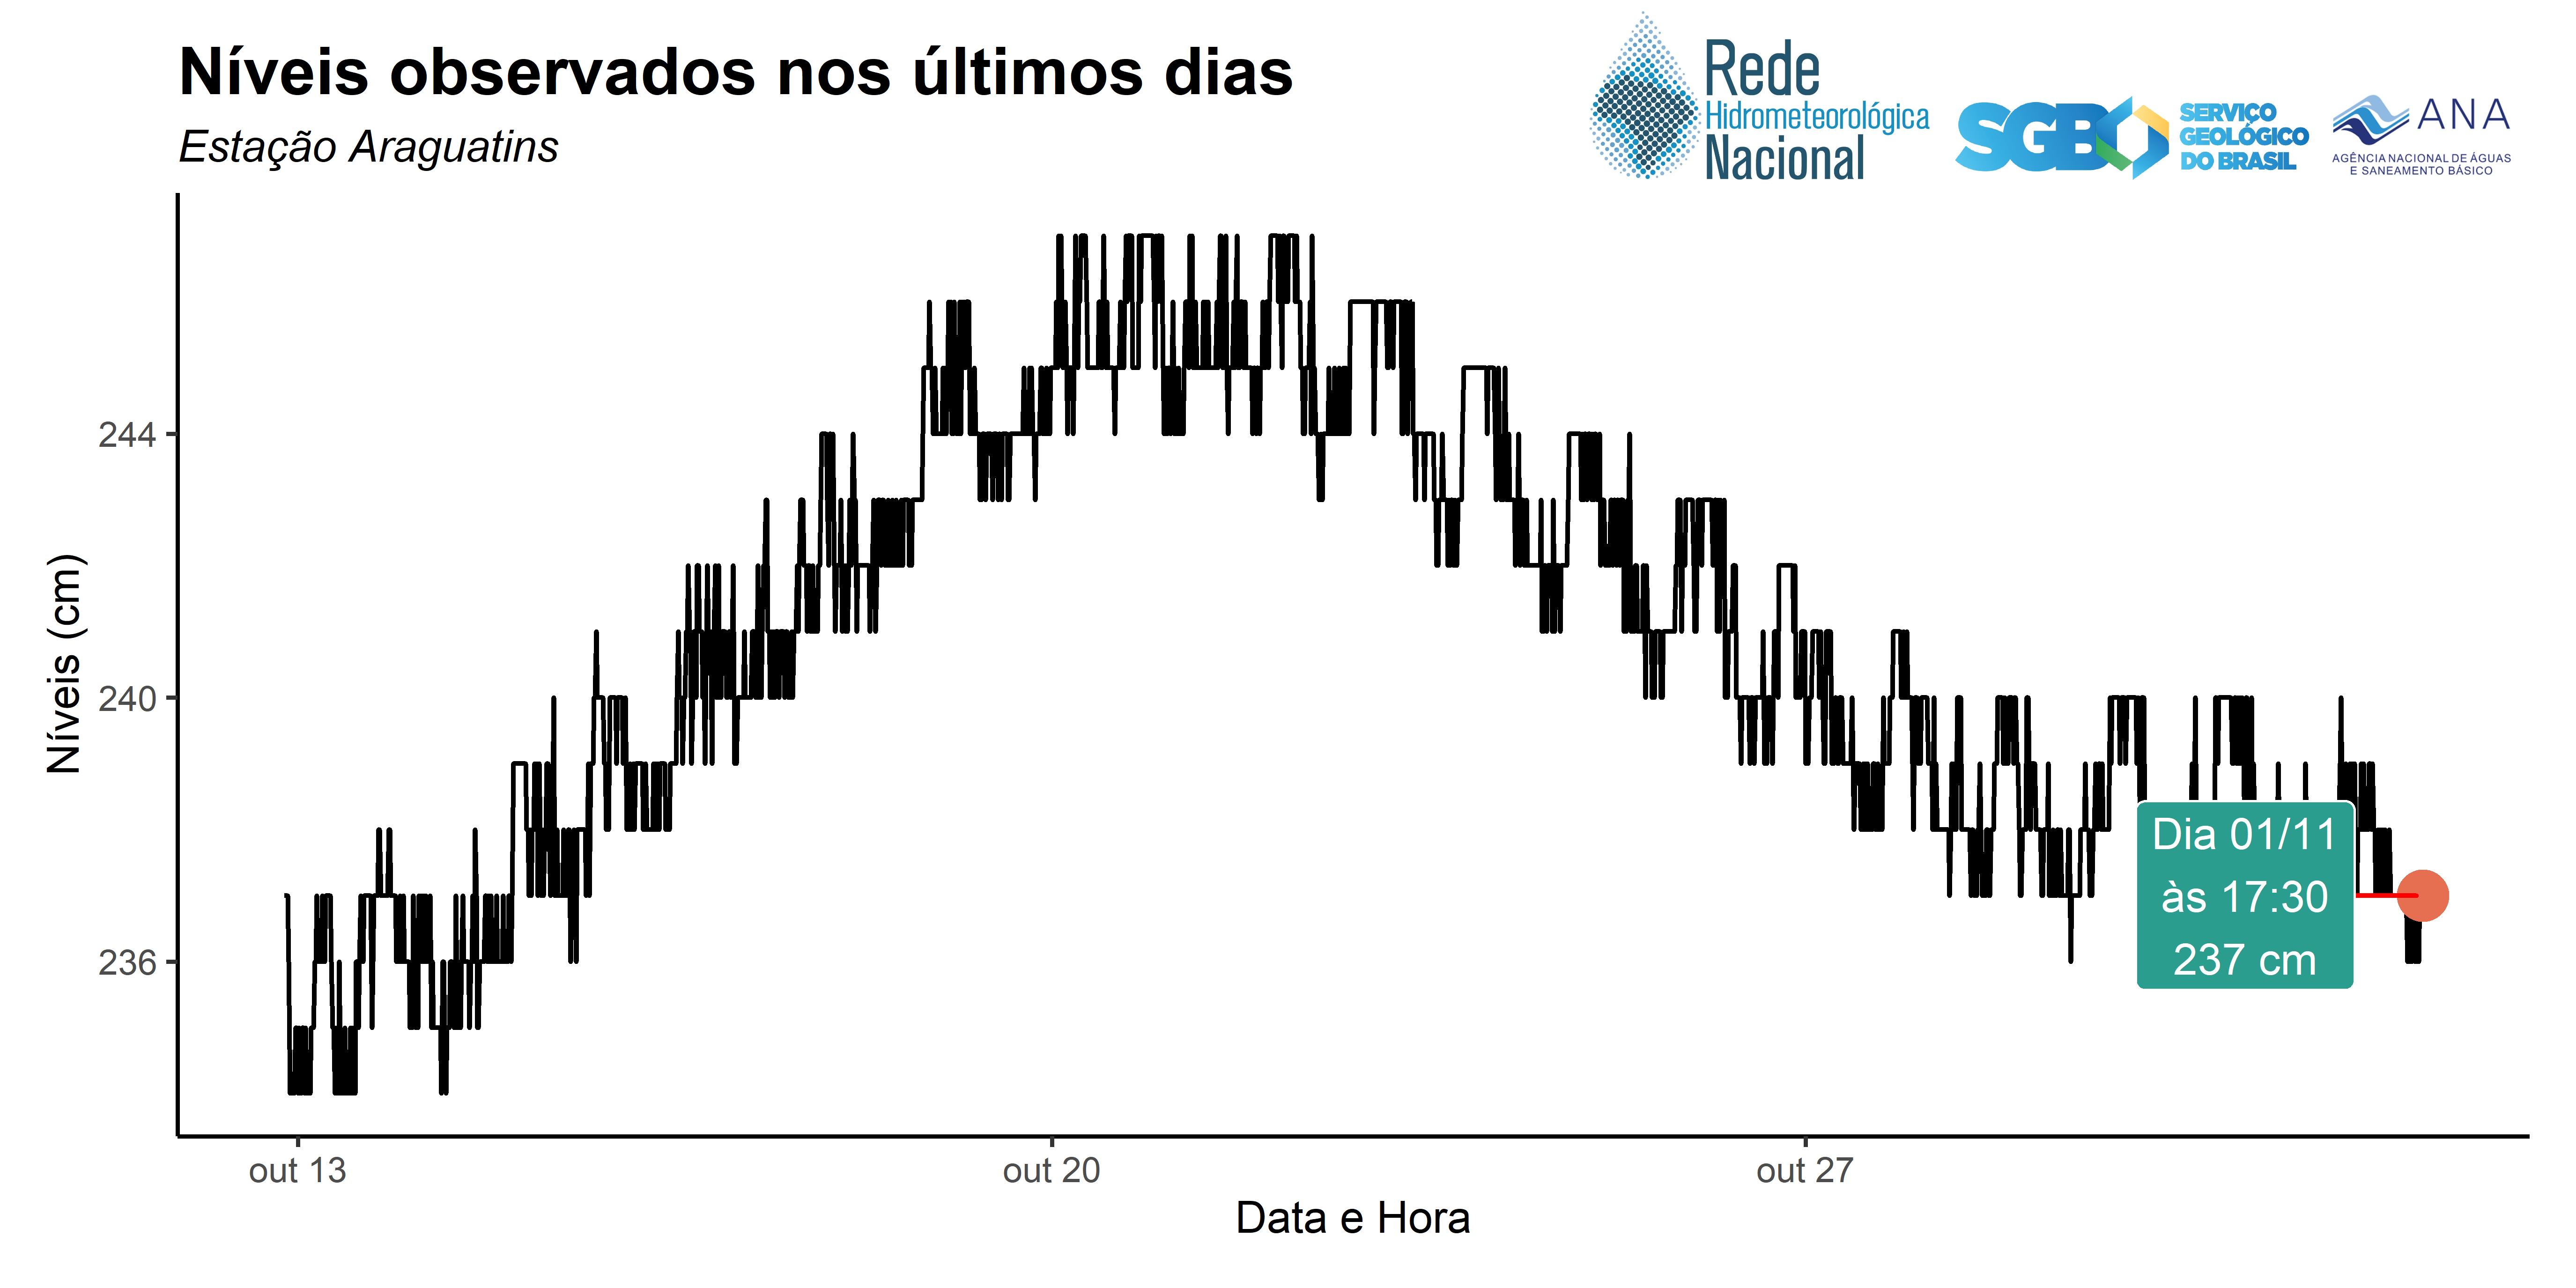 Níveis observados nos últimos dias
Estação Araguatins
Rede
Hidrometeorológica
Nacional
SGB
SERVIÇO
GEOLÓGICO
DO BRASIL
ANA
AGÊNCIA NACIONAL DE ÁGUAS
E SANEAMENTO BÁSICO
Níveis (cm)
244
240
236
Dia 01/11
às 17:30
237 cm
out 13
out 20
out 27
Data e Hora